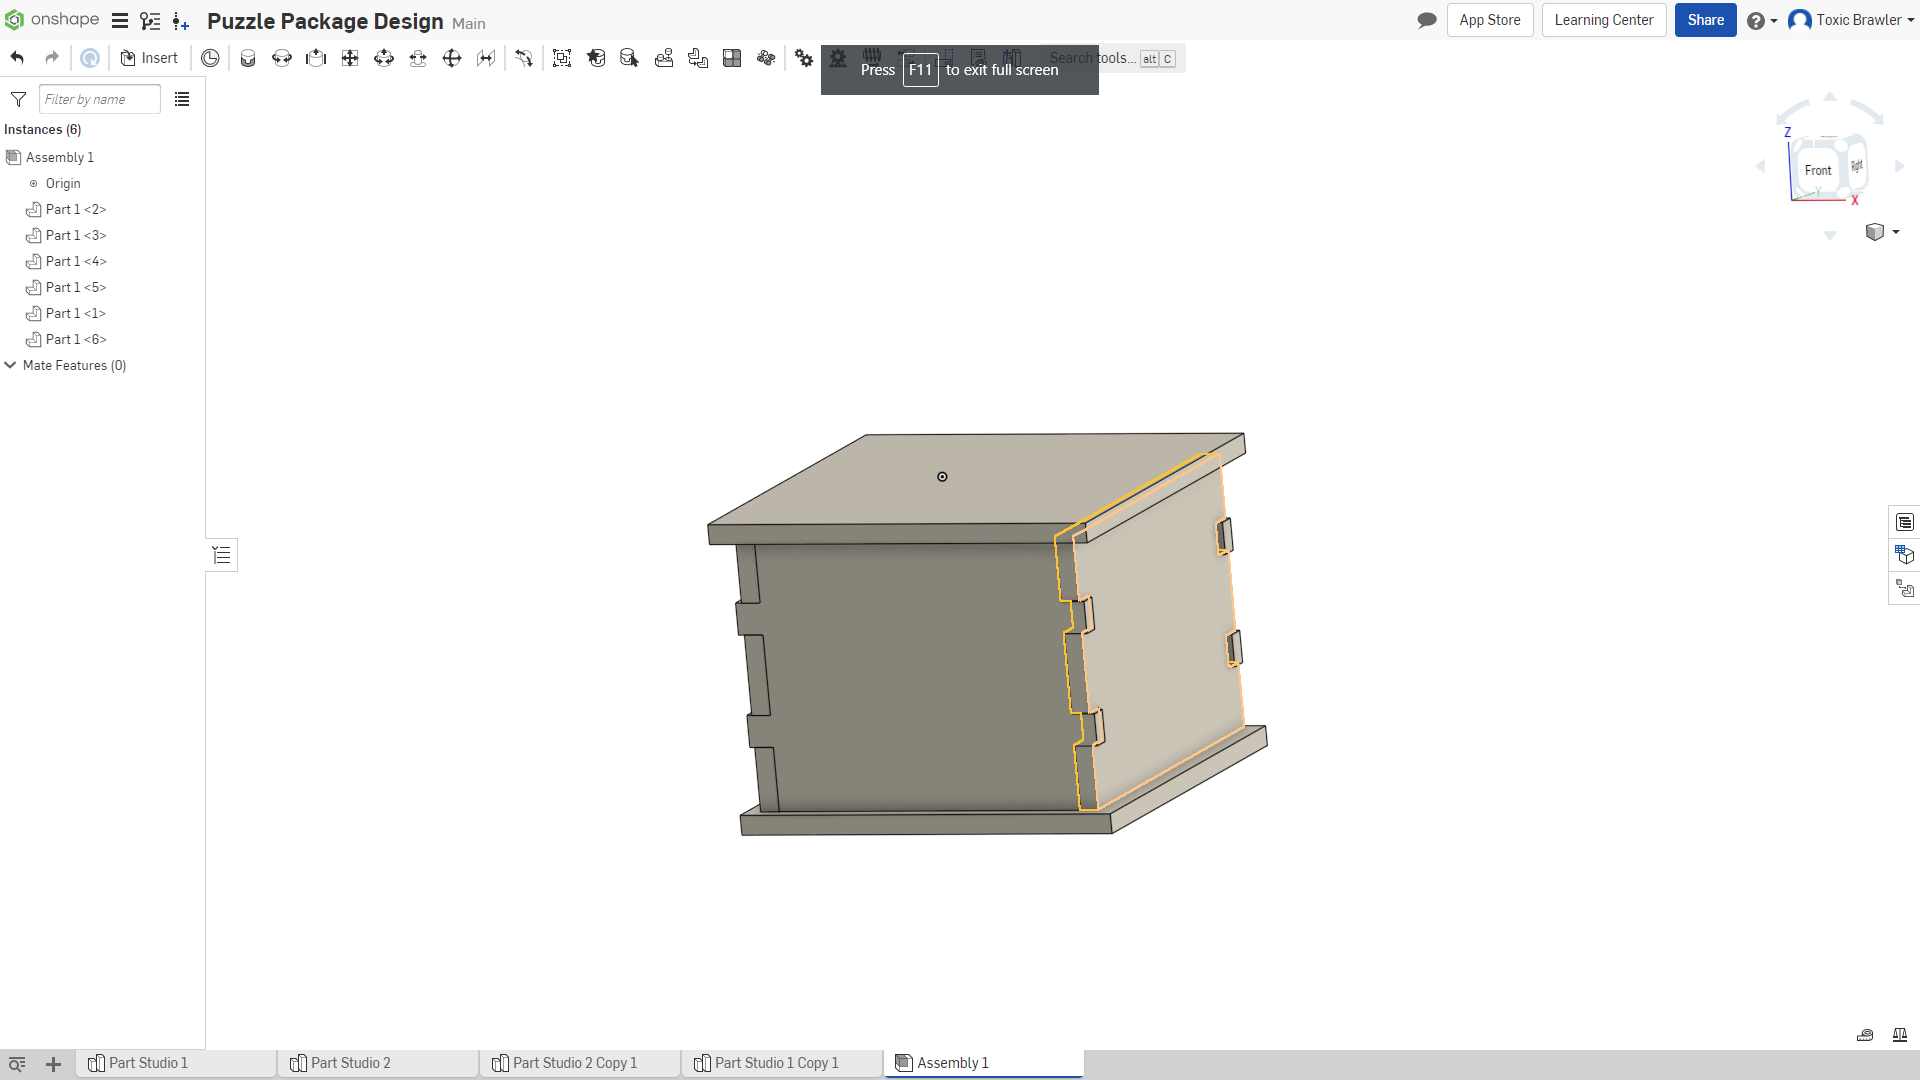 onshape
Puzzle Package Design Main
App Store
Learning Center
Share
Toxic Brawler
Insert
Search tools... alt C
Press F11 to exit full screen
Filter by name
Instances (6)
Assembly 1
Origin
Part 1 <2>
Part 1 <3>
Part 1 <4>
Part 1 <5>
Part 1 <1>
Part 1 <6>
Mate Features (0)
Z
Front
Right
Y
X
Part Studio 1
Part Studio 2
Part Studio 2 Copy 1
Part Studio 1 Copy 1
Assembly 1